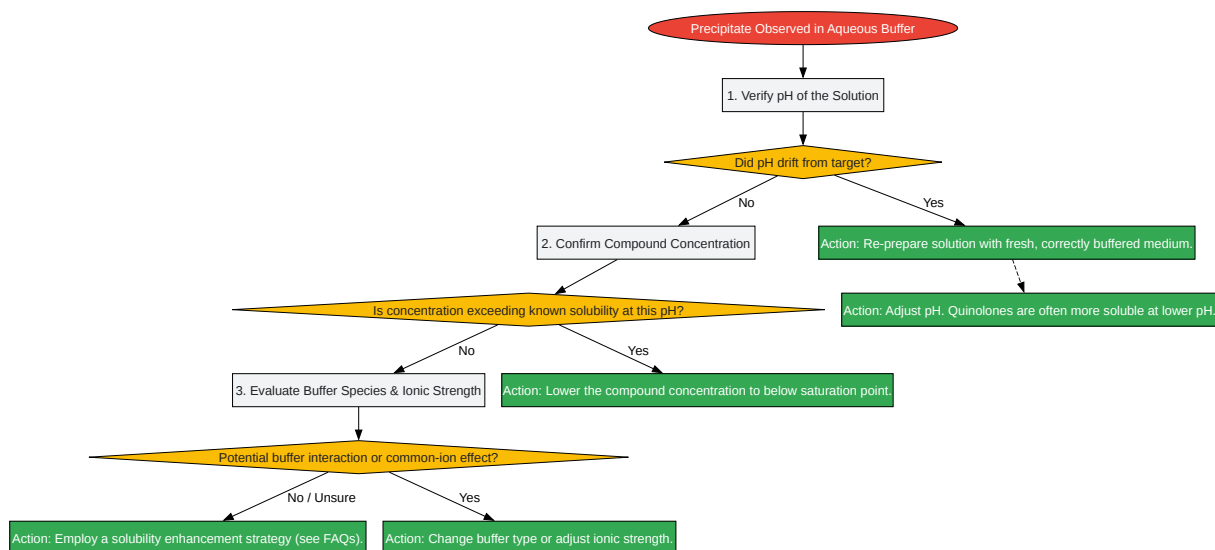 Precipitate Observed in Aqueous Buffer
1. Verify pH of the Solution
Did pH drift from target?
No
Yes
2. Confirm Compound Concentration
Action: Re-prepare solution with fresh, correctly buffered medium.
Is concentration exceeding known solubility at this pH?
Action: Adjust pH. Quinolones are often more soluble at lower pH.
No
Yes
3. Evaluate Buffer Species & Ionic Strength
Action: Lower the compound concentration to below saturation point.
Potential buffer interaction or common-ion effect?
No / Unsure
Yes
Action: Employ a solubility enhancement strategy (see FAQs).
Action: Change buffer type or adjust ionic strength.